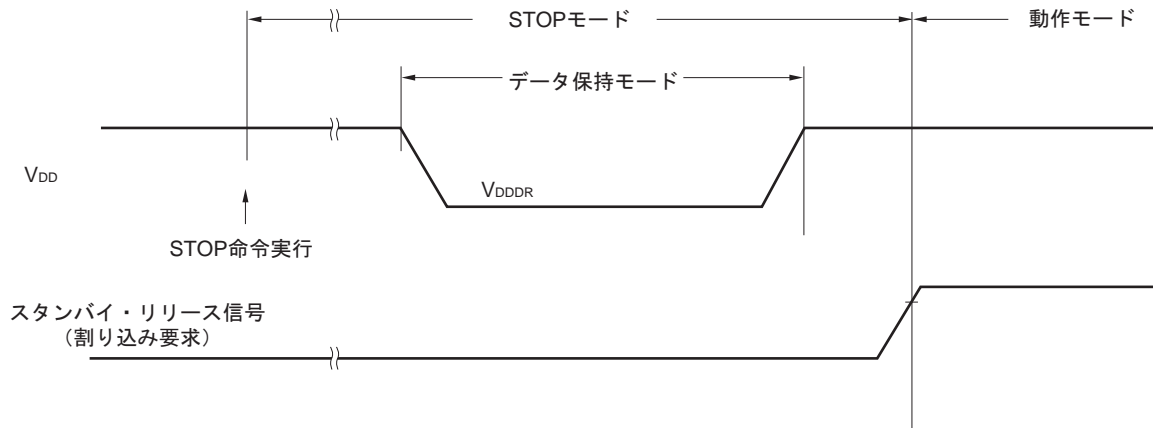 STOPモード
動作モード
データ保持モード
VDD
VDDDR
STOP命令実行
スタンバイ・リリース信号
（割り込み要求）